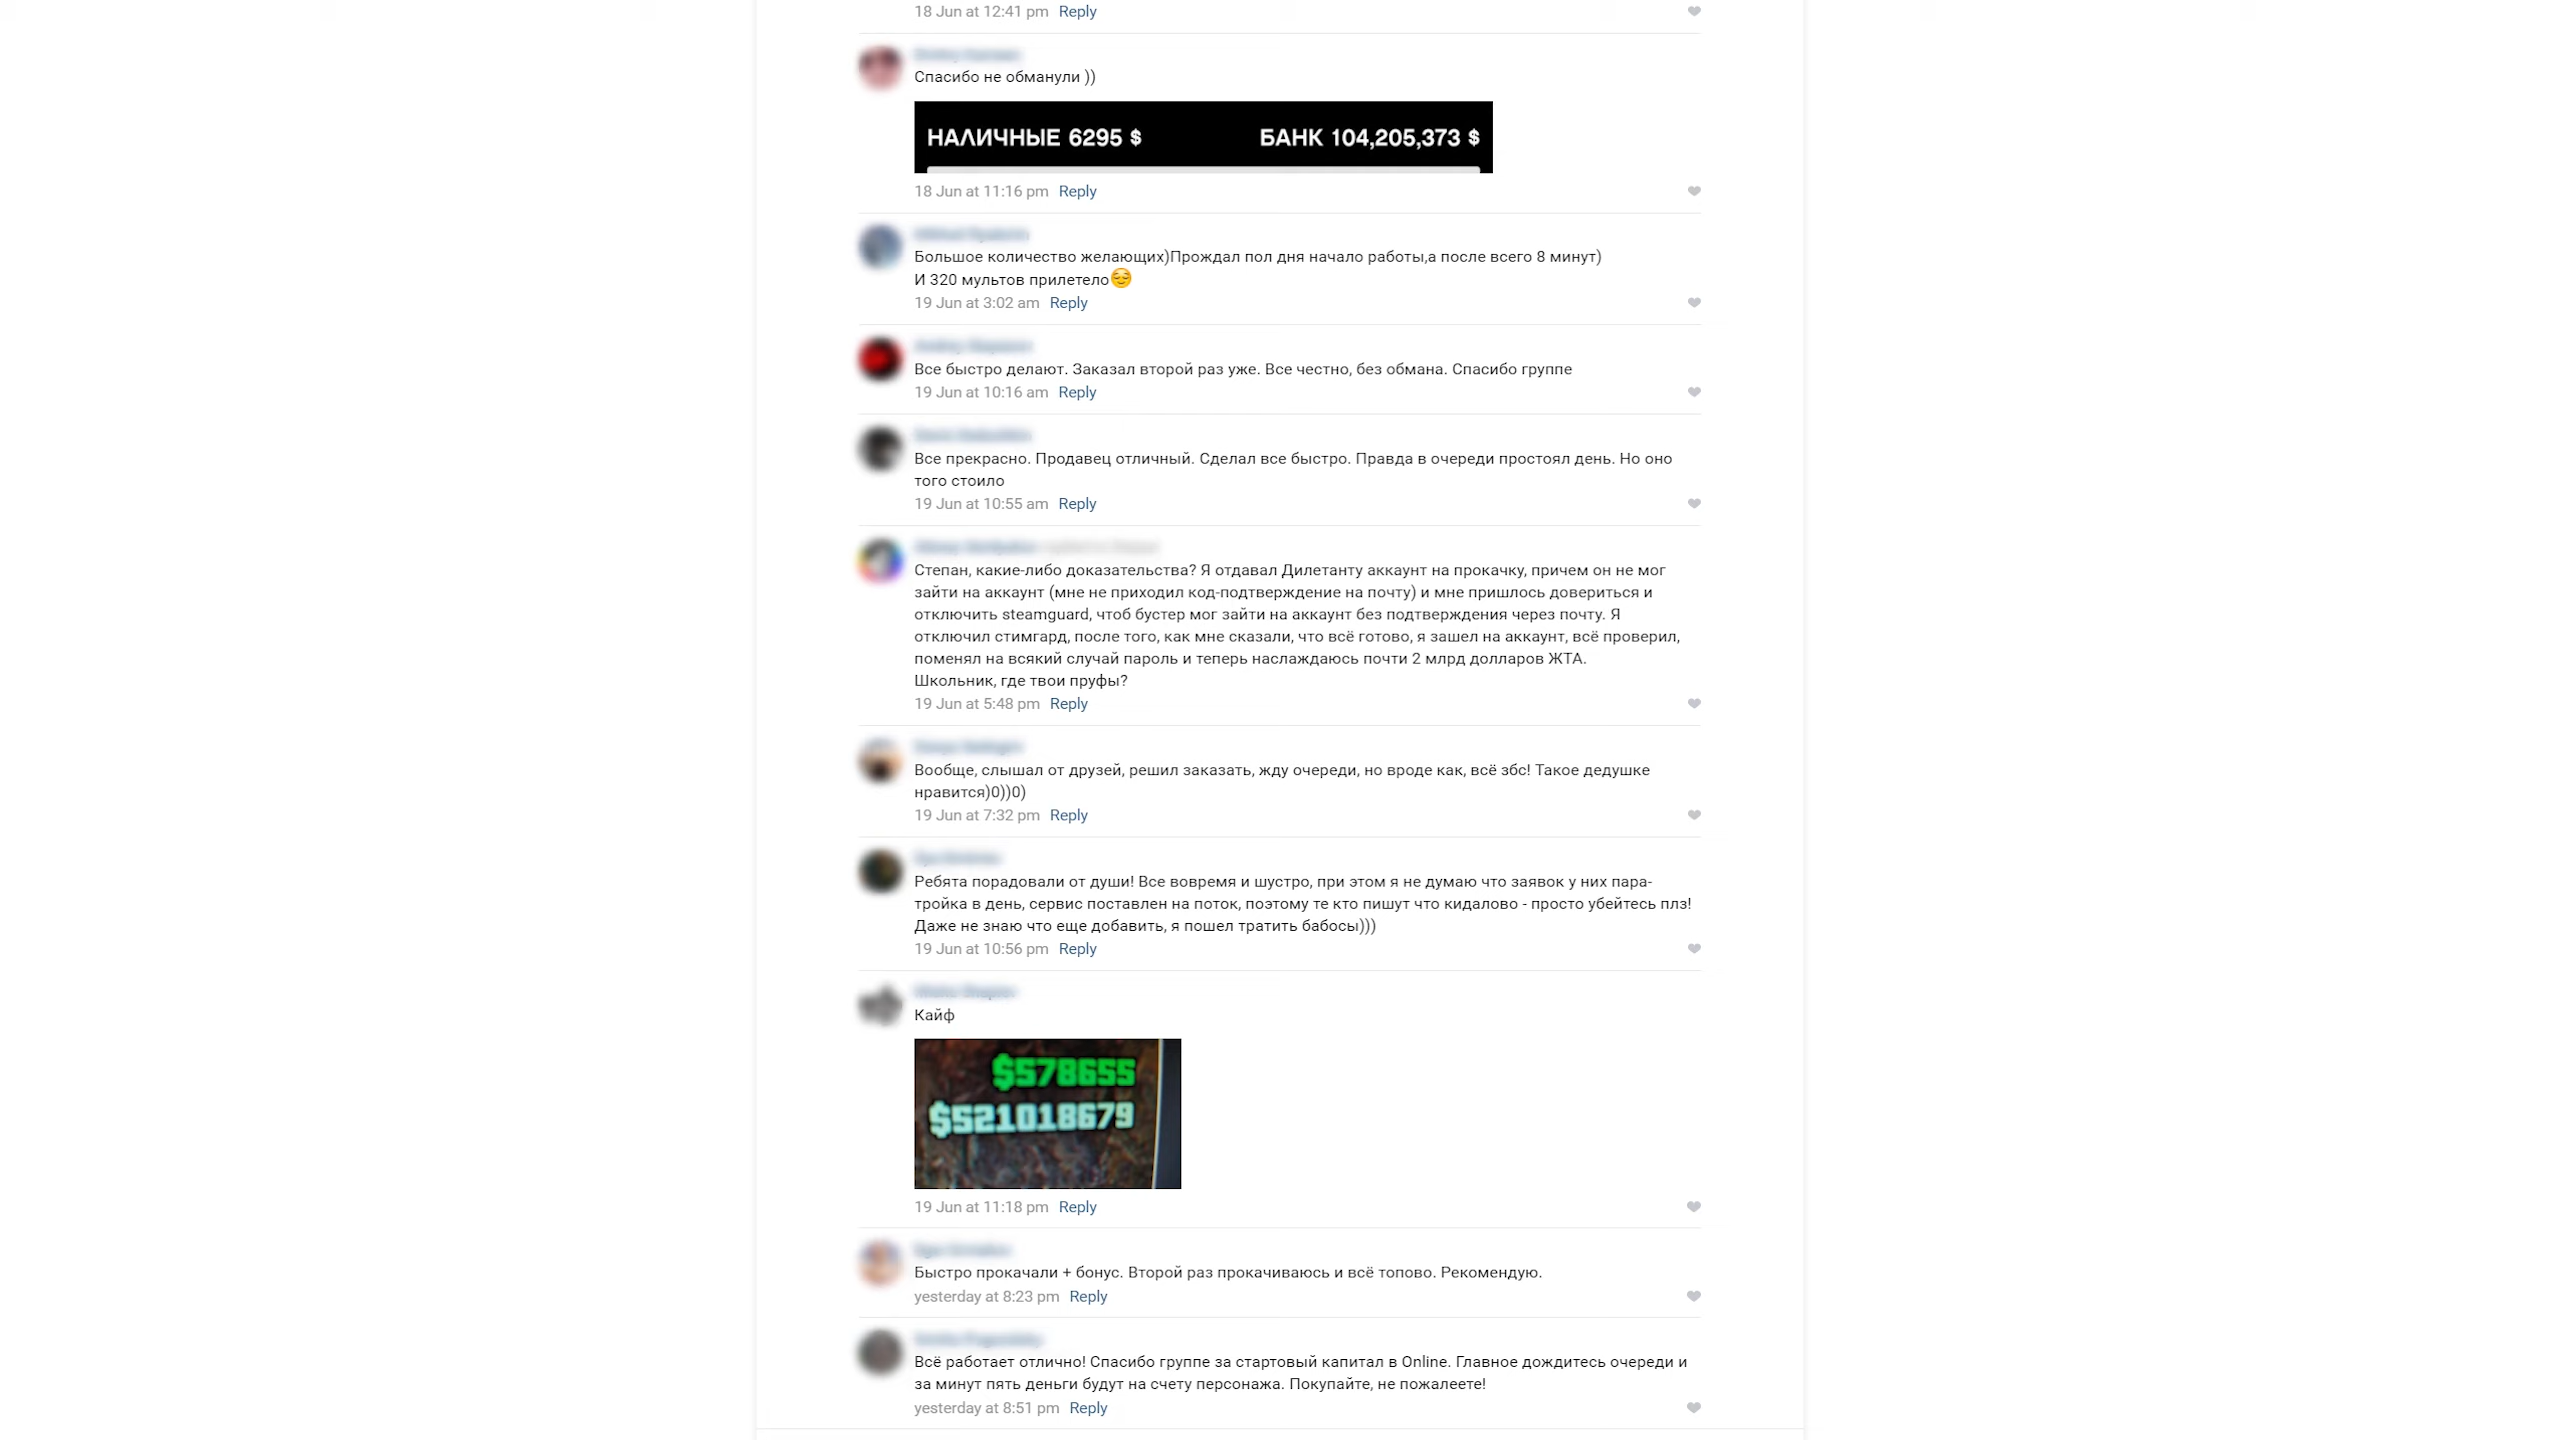 18 Jun at 12:41 pm Reply
Спасибо не обманули ))
НАЛИЧНЫЕ 6295 $ БАНК 104,205,373 $
18 Jun at 11:16 pm Reply
Большое количество желающих)Прождал пол дня начало работы,а после всего 8 минут)
И 320 мультов прилетело😌
19 Jun at 3:02 am Reply
Все быстро делают. Заказал второй раз уже. Все честно, без обмана. Спасибо группе
19 Jun at 10:16 am Reply
Все прекрасно. Продавец отличный. Сделал все быстро. Правда в очереди простоял день. Но оно
того стоило
19 Jun at 10:55 am Reply
Степан, какие-либо доказательства? Я отдавал Дилетанту аккаунт на прокачку, причем он не мог
зайти на аккаунт (мне не приходил код-подтверждение на почту) и мне пришлось довериться и
отключить steamguard, чтоб бустер мог зайти на аккаунт без подтверждения через почту. Я
отключил стимгард, после того, как мне сказали, что всё готово, я зашел на аккаунт, всё проверил,
поменял на всякий случай пароль и теперь наслаждаюсь почти 2 млрд долларов ЖТА.
Школьник, где твои пруфы?
19 Jun at 5:48 pm Reply
Вообще, слышал от друзей, решил заказать, жду очереди, но вроде как, всё збс! Такое дедушке
нравится)0))0)
19 Jun at 7:32 pm Reply
Ребята порадовали от души! Все вовремя и шустро, при этом я не думаю что заявок у них пара-
тройка в день, сервис поставлен на поток, поэтому те кто пишут что кидалово - просто убейтесь плз!
Даже не знаю что еще добавить, я пошел тратить бабосы)))
19 Jun at 10:56 pm Reply
Кайф
$578655
$521018679
19 Jun at 11:18 pm Reply
Быстро прокачали + бонус. Второй раз прокачиваюсь и всё топово. Рекомендую.
yesterday at 8:23 pm Reply
Всё работает отлично! Спасибо группе за стартовый капитал в Online. Главное дождитесь очереди и
за минут пять деньги будут на счету персонажа. Покупайте, не пожалеете!
yesterday at 8:51 pm Reply